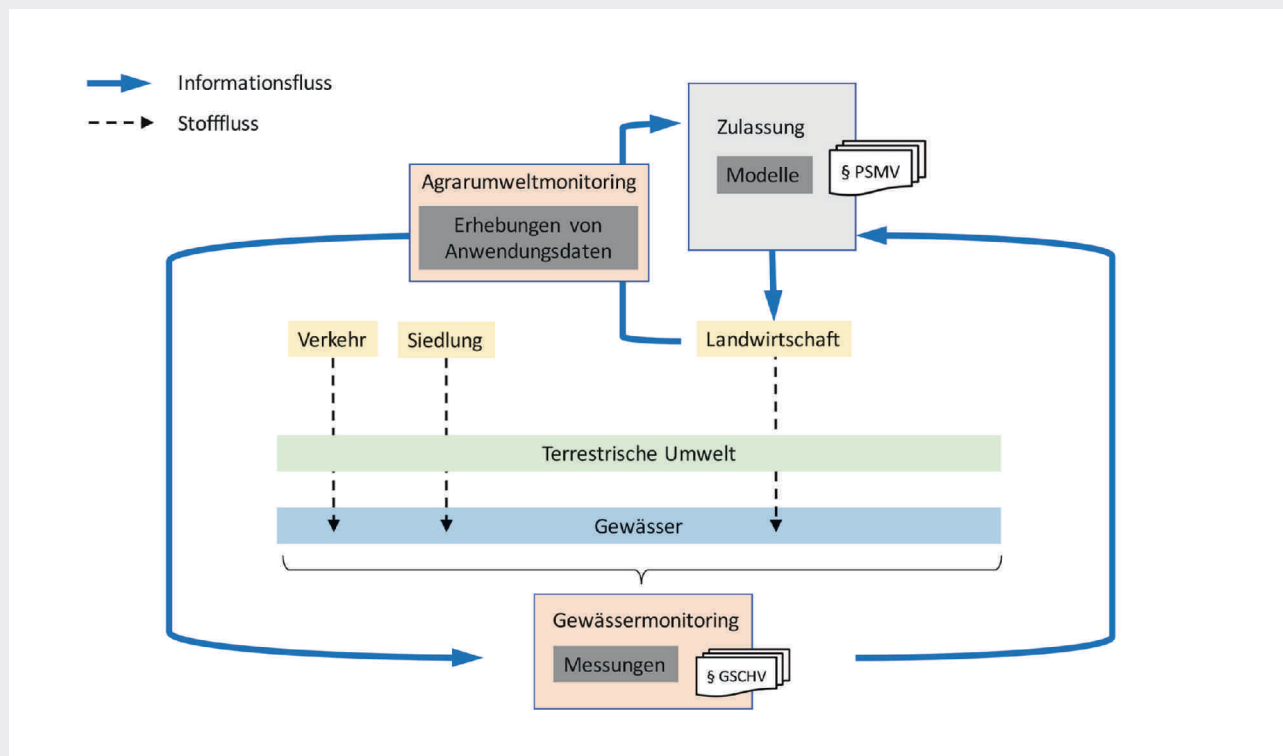 Informationsfluss
Stofffluss
Zulassung
Modelle
§ PSMV
Agrarumweltmonitoring
Erhebungen von
Anwendungsdaten
Verkehr
Siedlung
Landwirtschaft
Terrestrische Umwelt
Gewässer
Gewässermonitoring
Messungen
§ GSCHV